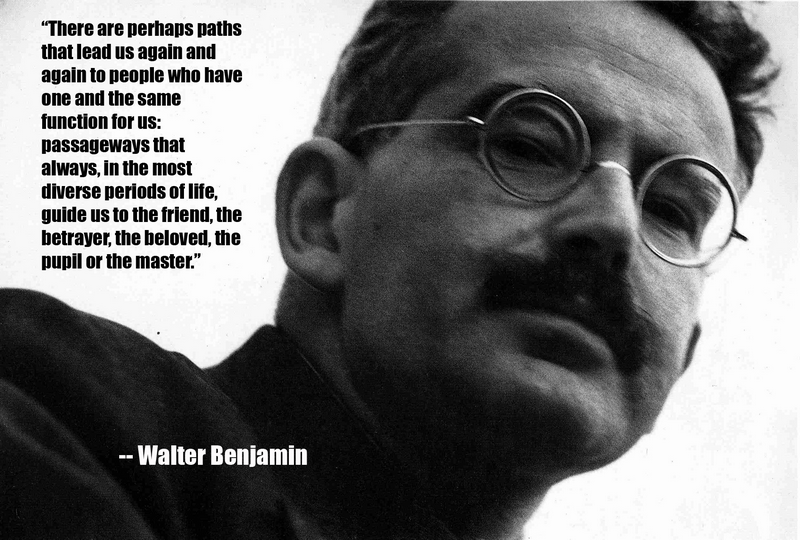 “There are perhaps paths
that lead us again and
again to people who have
one and the same
function for us:
passageways that
always, in the most
diverse periods of life,
guide us to the friend, the
betrayer, the beloved, the
pupil or the master.”
-- Walter Benjamin